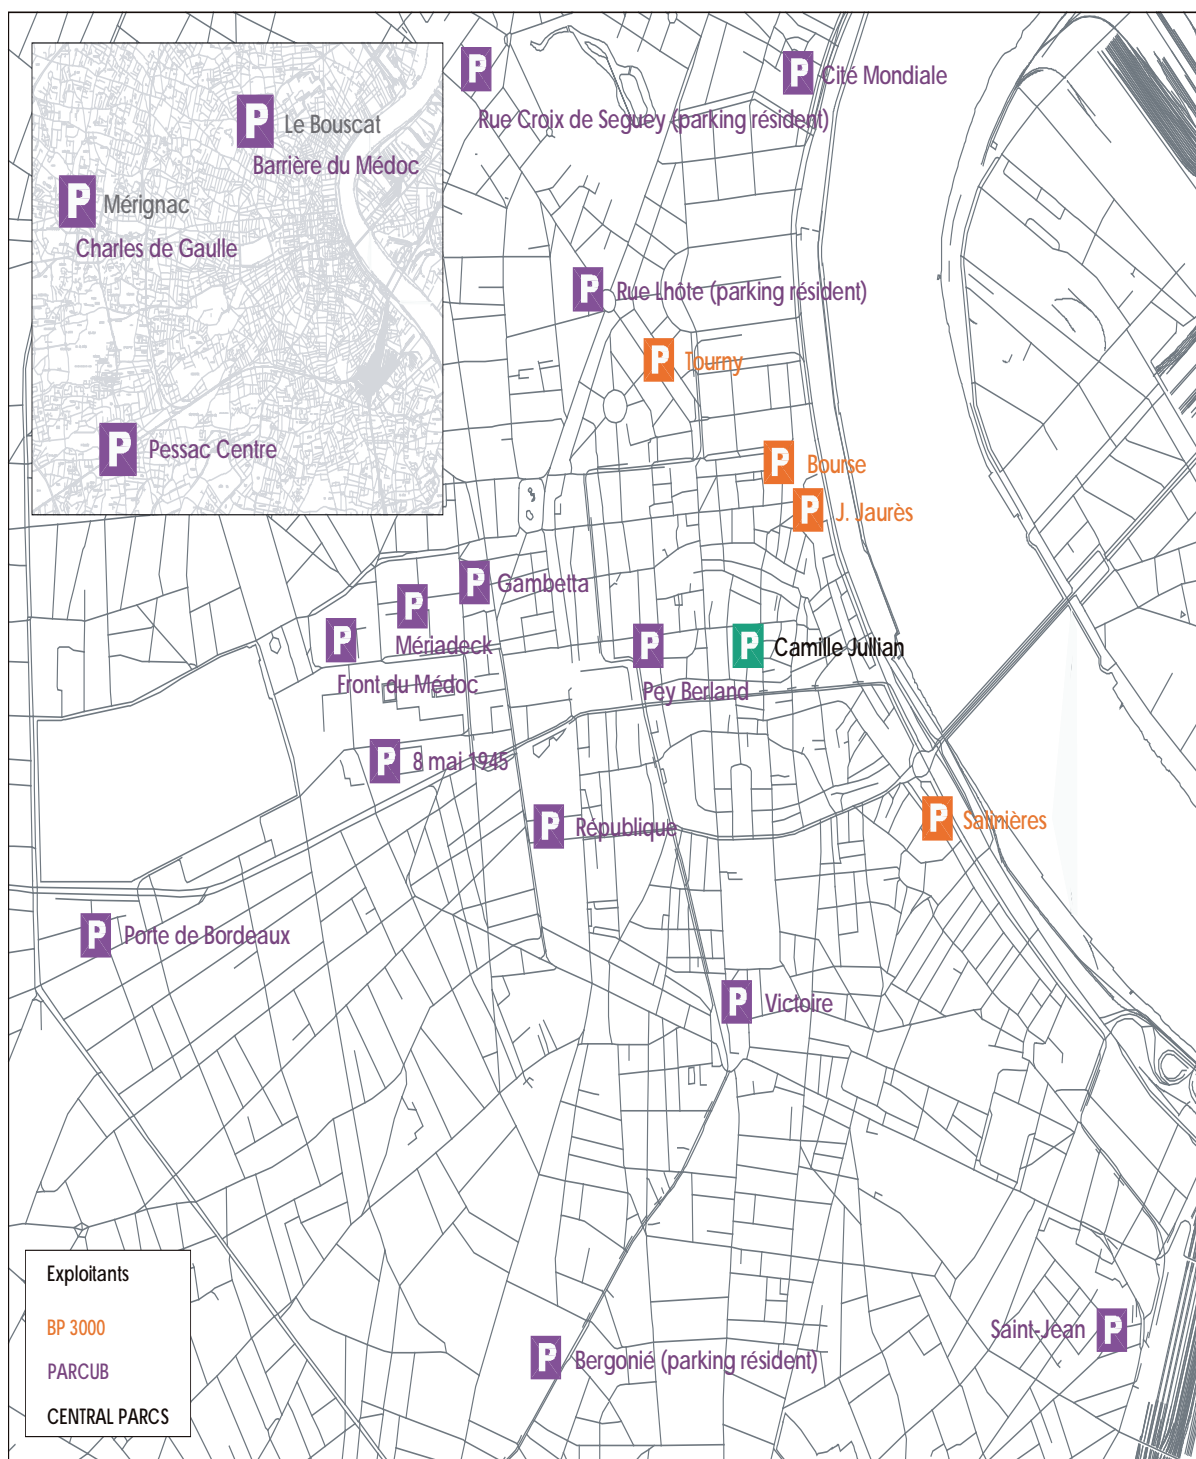 P
P Cité Mondiale
Rue Croix de Seguey (parking résident)
P Le Bouscat
Barrière du Médoc
P Mérignac
Charles de Gaulle
P Pessac Centre
P Rue Lhôte (parking résident)
P Tourny
P Bourse
P J. Jaurès
P Gambetta
P
Mériadeck
P
Front du Médoc
P
Pey Berland
P Camille Jullian
P 8 mai 1945
P République
P Salinières
P Porte de Bordeaux
P Victoire
Saint-Jean P
P Bergonié (parking résident)
Exploitants
BP 3000
PARCUB
CENTRAL PARCS